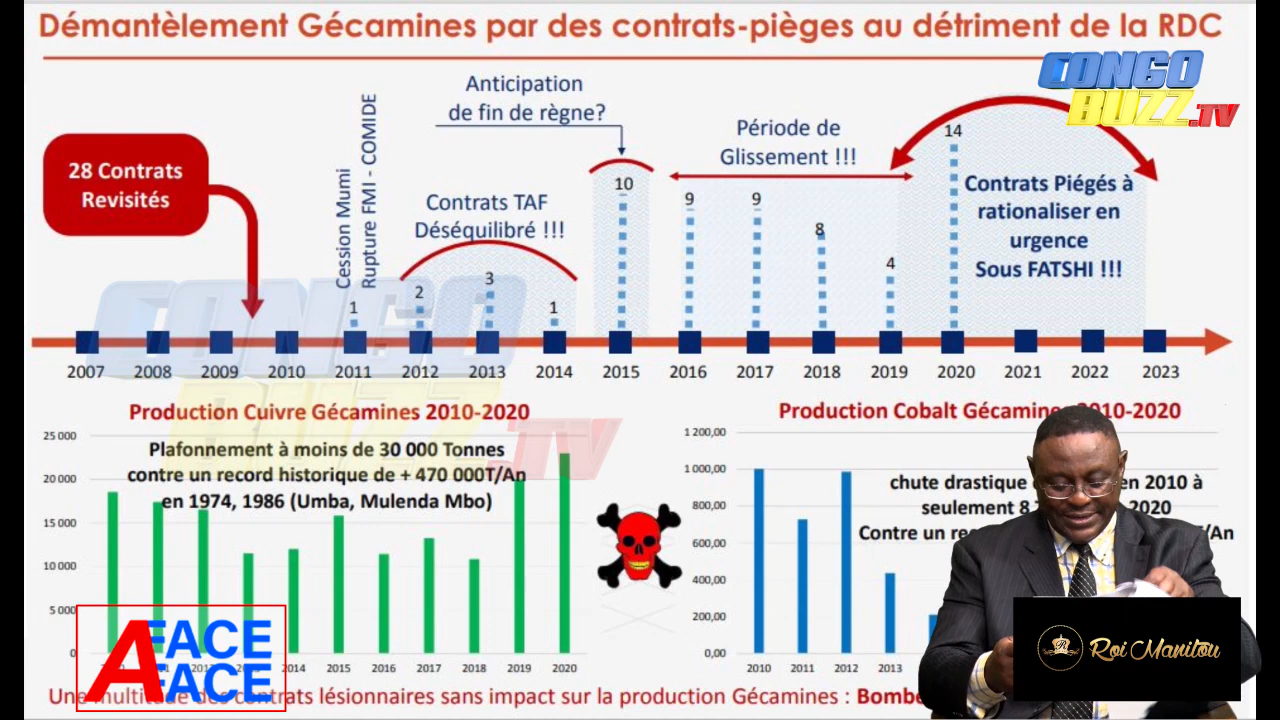 Démantèlement Gécamines par des contrats-pièges au détriment de la RDC
CONGO
BUZZ.TV
28 Contrats
Revisités
Cession Mumi
Rupture FMI - COMIDE
Contrats TAF
Déséquilibré !!!
Anticipation
de fin de règne?
Période de
Glissement !!!
Contrats Piégés à
rationaliser en
urgence
Sous FATSHI !!!
1
2
3
1
10
9
9
8
4
14
2007 2008 2009 2010 2011 2012 2013 2014 2015 2016 2017 2018 2019 2020 2021 2022 2023
CONGO
BUZZ.TV
Production Cuivre Gécamines 2010-2020
Plafonnement à moins de 30 000 Tonnes
contre un record historique de + 470 000T/An
en 1974, 1986 (Umba, Mulenda Mbo)
25 000
20 000
15 000
10 000
5 000
0
2014 2015 2016 2017 2018 2019 2020
Production Cobalt Gécamines 2010-2020
chute drastique en 2010 à
seulement 8 2020
Contre un /An
1 200,00
1 000,00
800,00
600,00
400,00
200,00
0,00
2010 2011 2012 2013
A FACE
FACE
Roi Manitou
Une multitude des contrats lésionnaires sans impact sur la production Gécamines :